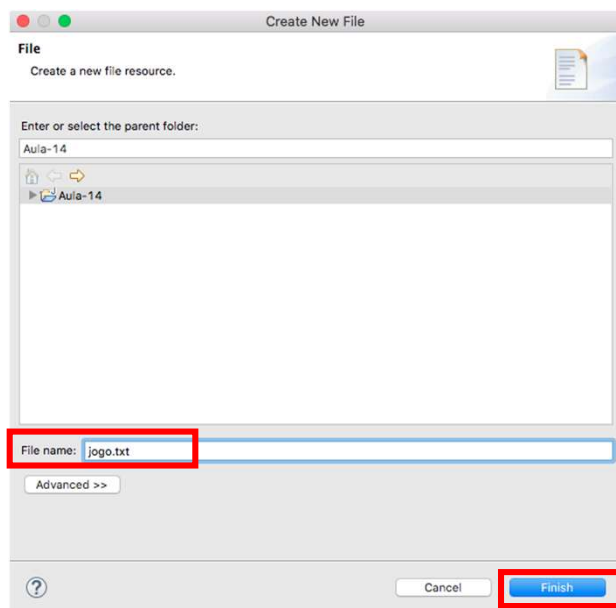 Create New File
File
Create a new file resource.
Enter or select the parent folder:
Aula-14
Aula-14
File name: jogo.txt
Advanced >>
?
Cancel
Finish